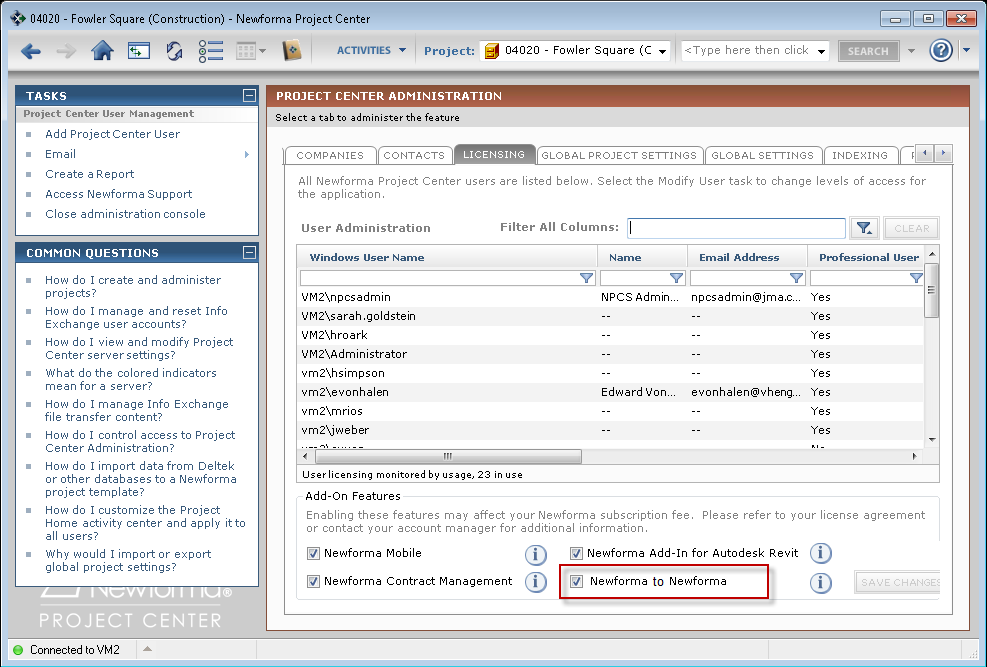 04020 - Fowler Square (Construction) - Newforma Project Center
ACTIVITIES Project: 04020 - Fowler Square (C <Type here then click SEARCH
TASKS
Project Center User Management
Add Project Center User
Email
Create a Report
Access Newforma Support
Close administration console
COMMON QUESTIONS
How do I create and administer
projects?
How do I manage and reset Info
Exchange user accounts?
How do I view and modify Project
Center server settings?
What do the colored indicators
mean for a server?
How do I manage Info Exchange
file transfer content?
How do I control access to Project
Center Administration?
How do I import data from Deltek
or other databases to a Newforma
project template?
How do I customize the Project
Home activity center and apply it to
all users?
Why would I import or export
global project settings?
Newforma®
PROJECT CENTER
PROJECT CENTER ADMINISTRATION
Select a tab to administer the feature
COMPANIES CONTACTS LICENSING GLOBAL PROJECT SETTINGS GLOBAL SETTINGS INDEXING
All Newforma Project Center users are listed below. Select the Modify User task to change levels of access for
the application.
User Administration Filter All Columns: CLEAR
Windows User Name Name Email Address Professional User
VM2\npcsadmin NPCS Admin... npcsadmin@jma.c... Yes
VM2\sarah.goldstein -- -- Yes
VM2\hroark -- -- Yes
VM2\Administrator -- -- Yes
vm2\hsimpson -- -- Yes
vm2\evonhalen Edward Von... evonhalen@vheng... Yes
vm2\mrios -- -- Yes
vm2\jweber -- -- Yes
User licensing monitored by usage, 23 in use
Add-On Features
Enabling these features may affect your Newforma subscription fee. Please refer to your license agreement
or contact your account manager for additional information.
Newforma Mobile Newforma Add-In for Autodesk Revit
Newforma Contract Management Newforma to Newforma SAVE CHANGES
Connected to VM2